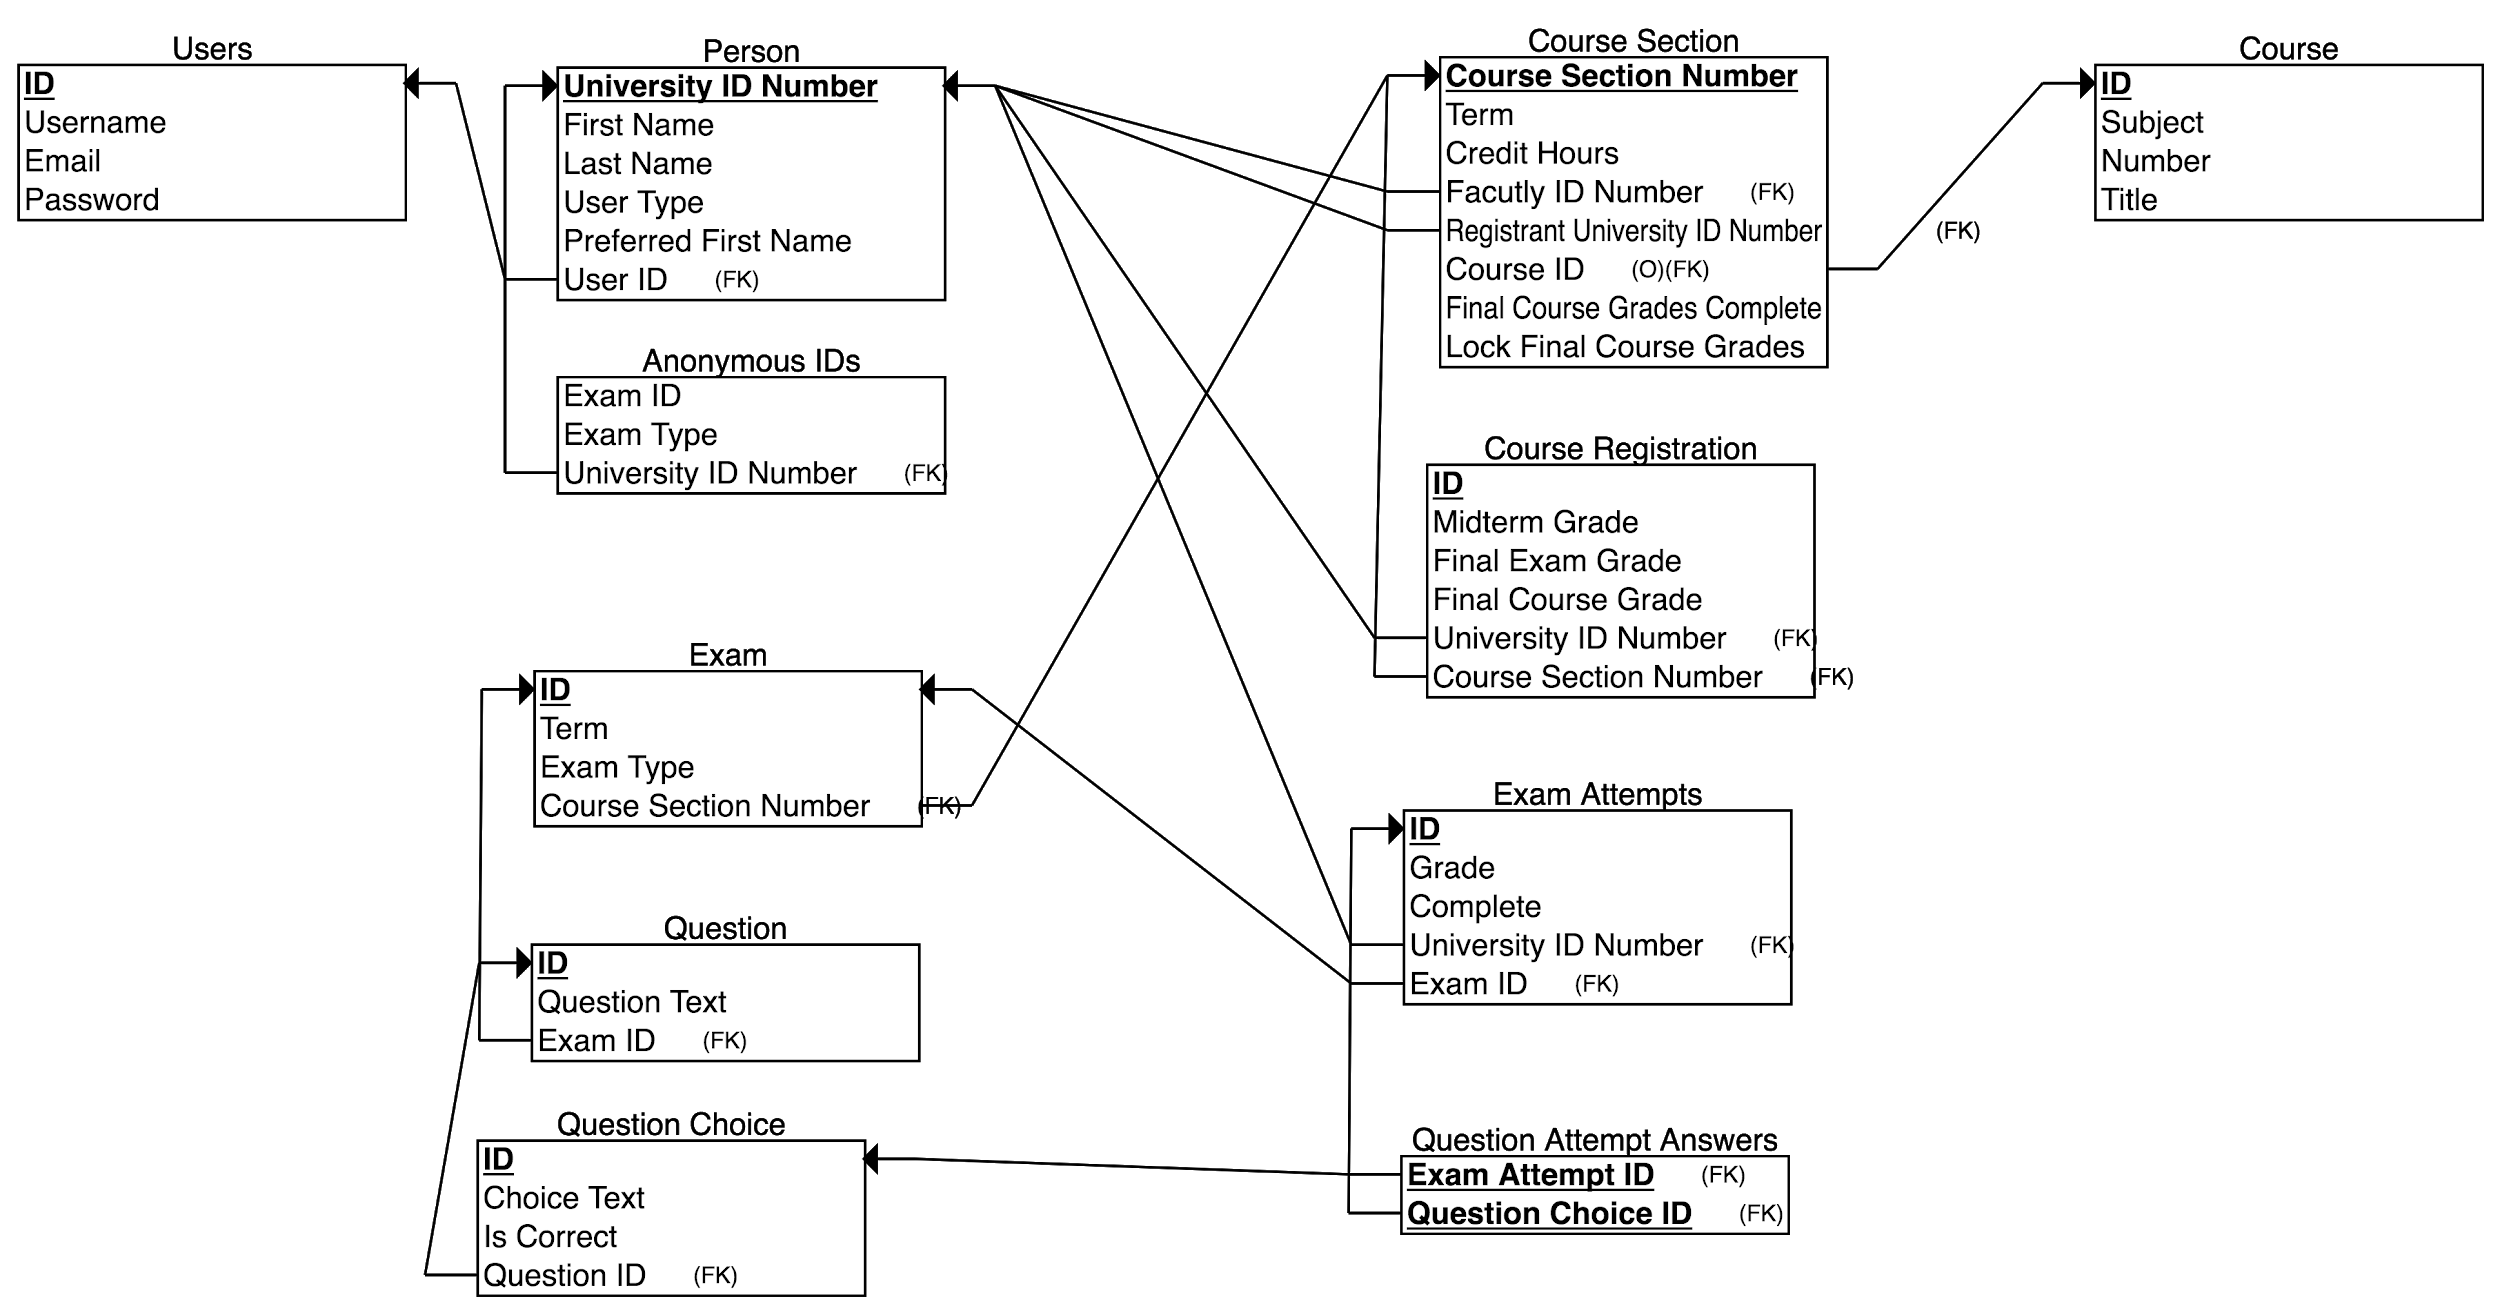 Users
ID
Username
Email
Password
Person
University ID Number
First Name
Last Name
User Type
Preferred First Name
User ID (FK)
Anonymous IDs
Exam ID
Exam Type
University ID Number (FK)
Course Section
Course Section Number
Term
Credit Hours
Facutly ID Number (FK)
Registrant University ID Number
Course ID (O)(FK)
Final Course Grades Complete
Lock Final Course Grades
(FK)
Course
ID
Subject
Number
Title
Course Registration
ID
Midterm Grade
Final Exam Grade
Final Course Grade
University ID Number (FK)
Course Section Number (FK)
Exam
ID
Term
Exam Type
Course Section Number (FK)
Exam Attempts
ID
Grade
Complete
University ID Number (FK)
Exam ID (FK)
Question
ID
Question Text
Exam ID (FK)
Question Choice
ID
Choice Text
Is Correct
Question ID (FK)
Question Attempt Answers
Exam Attempt ID (FK)
Question Choice ID (FK)